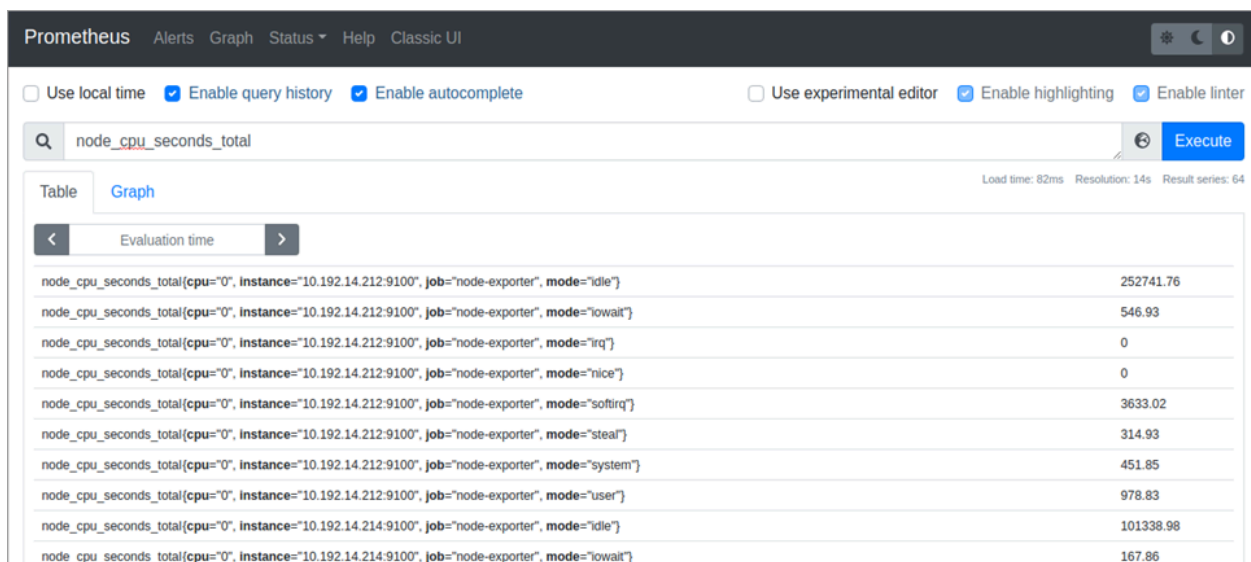 Prometheus Alerts Graph Status Help Classic UI
Use local time Enable query history Enable autocomplete Use experimental editor Enable highlighting Enable linter
node_cpu_seconds_total Execute
Load time: 82ms Resolution: 14s Result series: 64
Table Graph
Evaluation time
node_cpu_seconds_total{cpu="0", instance="10.192.14.212:9100", job="node-exporter", mode="idle"} 252741.76
node_cpu_seconds_total{cpu="0", instance="10.192.14.212:9100", job="node-exporter", mode="iowait"} 546.93
node_cpu_seconds_total{cpu="0", instance="10.192.14.212:9100", job="node-exporter", mode="irq"} 0
node_cpu_seconds_total{cpu="0", instance="10.192.14.212:9100", job="node-exporter", mode="nice"} 0
node_cpu_seconds_total{cpu="0", instance="10.192.14.212:9100", job="node-exporter", mode="softirq"} 3633.02
node_cpu_seconds_total{cpu="0", instance="10.192.14.212:9100", job="node-exporter", mode="steal"} 314.93
node_cpu_seconds_total{cpu="0", instance="10.192.14.212:9100", job="node-exporter", mode="system"} 451.85
node_cpu_seconds_total{cpu="0", instance="10.192.14.212:9100", job="node-exporter", mode="user"} 978.83
node_cpu_seconds_total{cpu="0", instance="10.192.14.214:9100", job="node-exporter", mode="idle"} 101338.98
node_cpu_seconds_total{cpu="0", instance="10.192.14.214:9100", job="node-exporter", mode="iowait"} 167.86